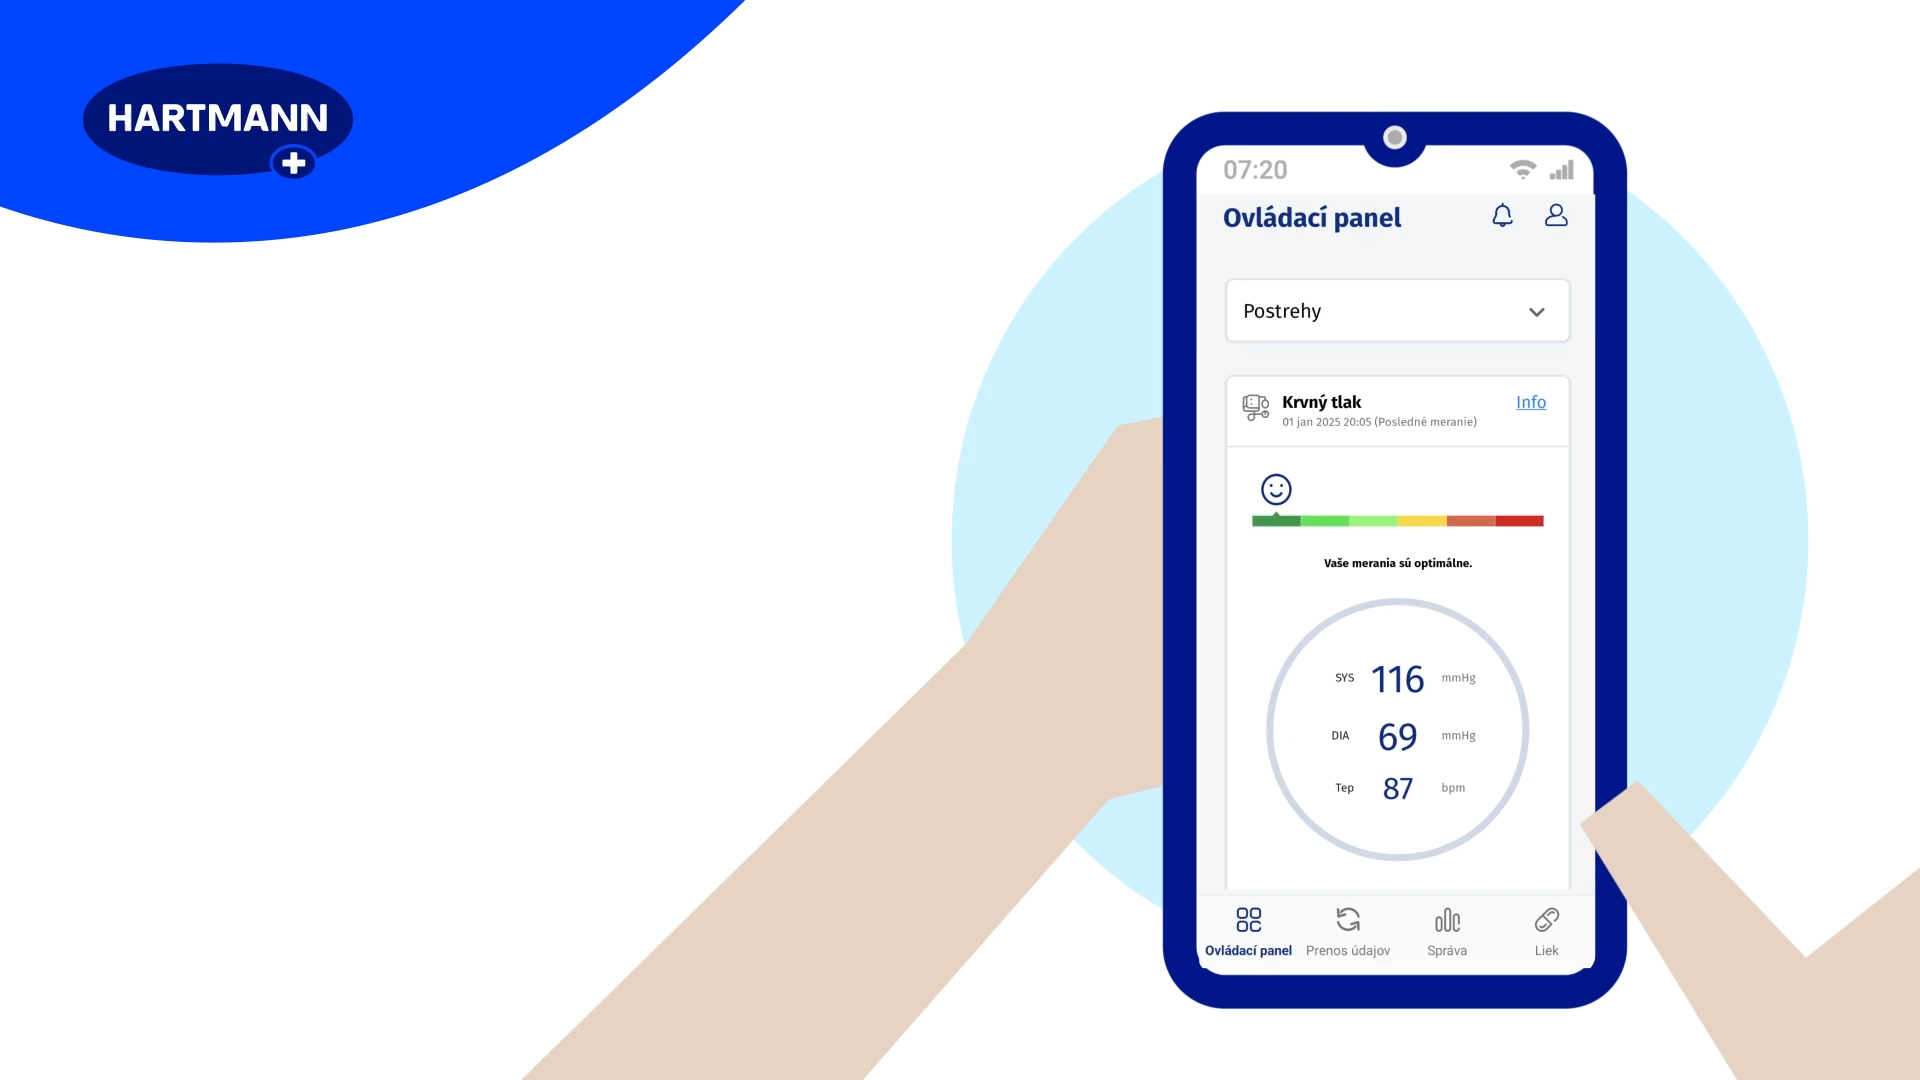 HARTMANN
07:20
Ovládací panel
Postrehy
Krvný tlak
Info
01 jan 2025 20:05 (Posledné meranie)
Vaše merania sú optimálne.
SYS 116 mmHg
DIA 69 mmHg
Tep 87 bpm
Ovládací panel Prenos údajov Správa Liek